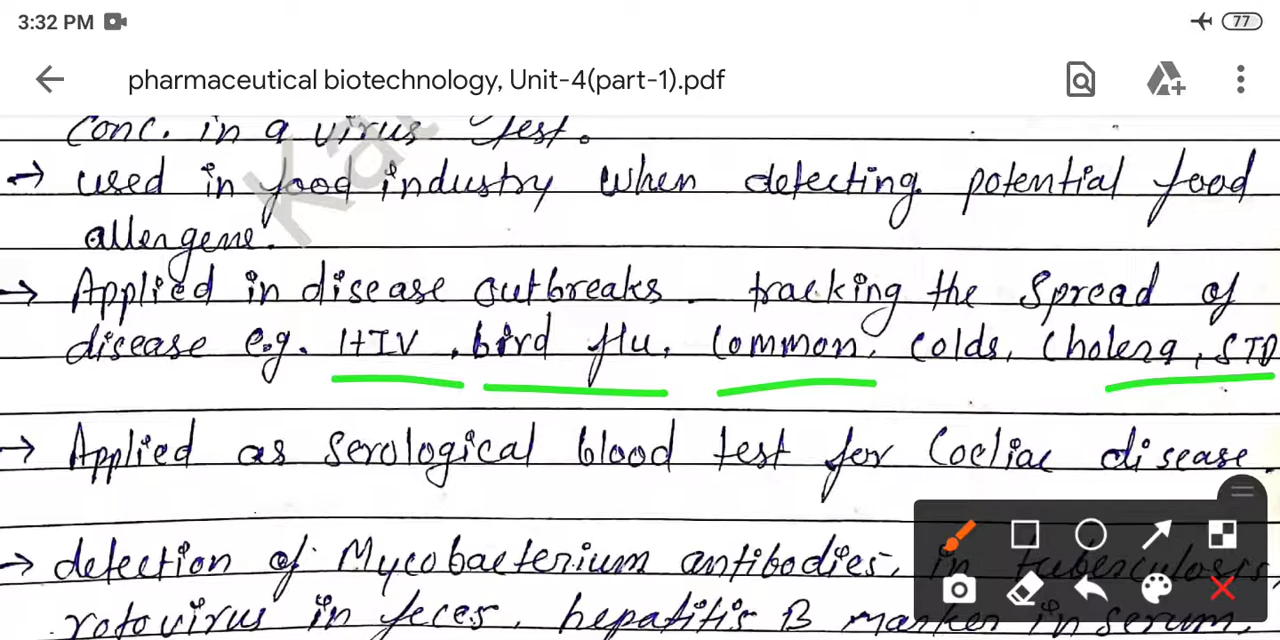 3:32 PM 77
pharmaceutical biotechnology, Unit-4(part-1).pdf
Conc. in a virus test.
→ used in food industry when detecting potential food
allergene.
→ Applied in disease outbreaks - tracking the spread of
disease e.g. HIV, bird flu, common, colds, cholera, STD
→ Applied as serological blood test for Coeliac disease.
→ detection of Mycobacterium antibodies, in tuberculosis,
rotovirus in feces, hepatitis B marker in serum,
Ka